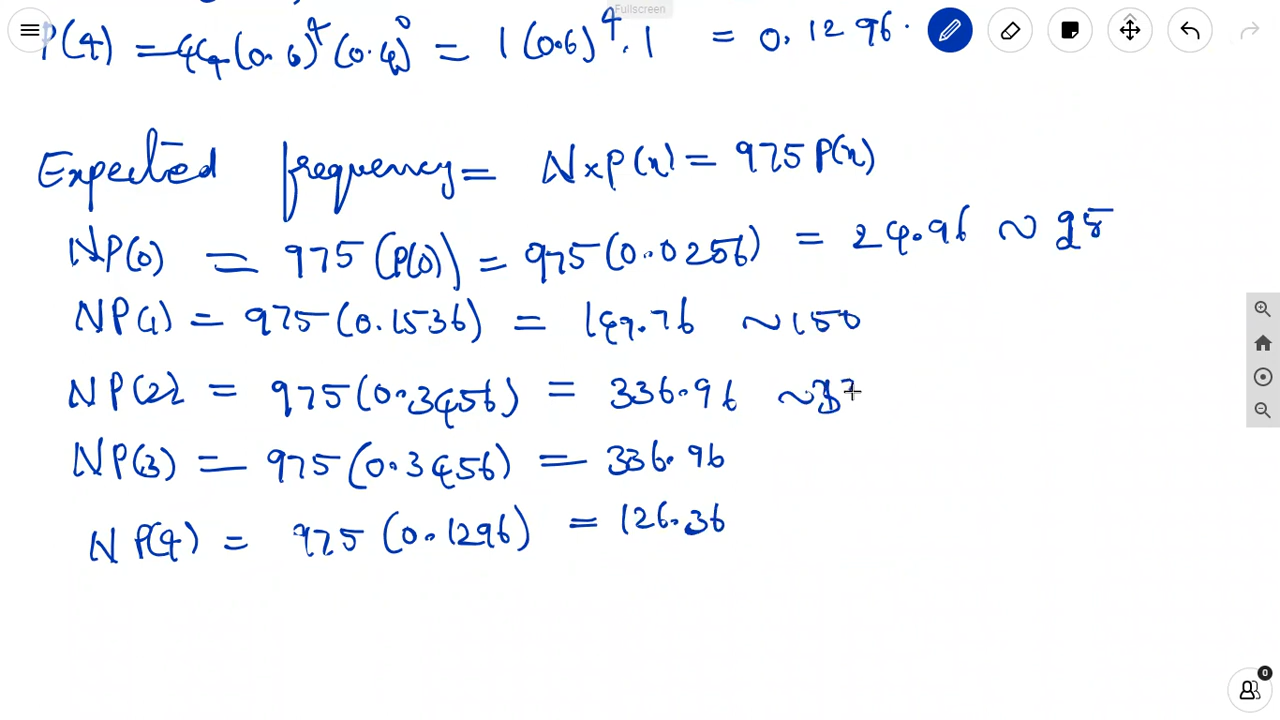 Fullscreen
P(4) = 4C4 (0.6)^4 (0.4)^0 = 1 (0.6)^4 . 1 = 0.1296.
Expected frequency = N x P(x) = 975 P(x)
NP(0) = 975 (P(0)) = 975 (0.0256) = 24.96 ~ 25
NP(1) = 975 (0.1536) = 149.76 ~ 150
NP(2) = 975 (0.3456) = 336.96 ~ 33
NP(3) = 975 (0.3456) = 336.96
NP(4) = 975 (0.1296) = 126.36
0